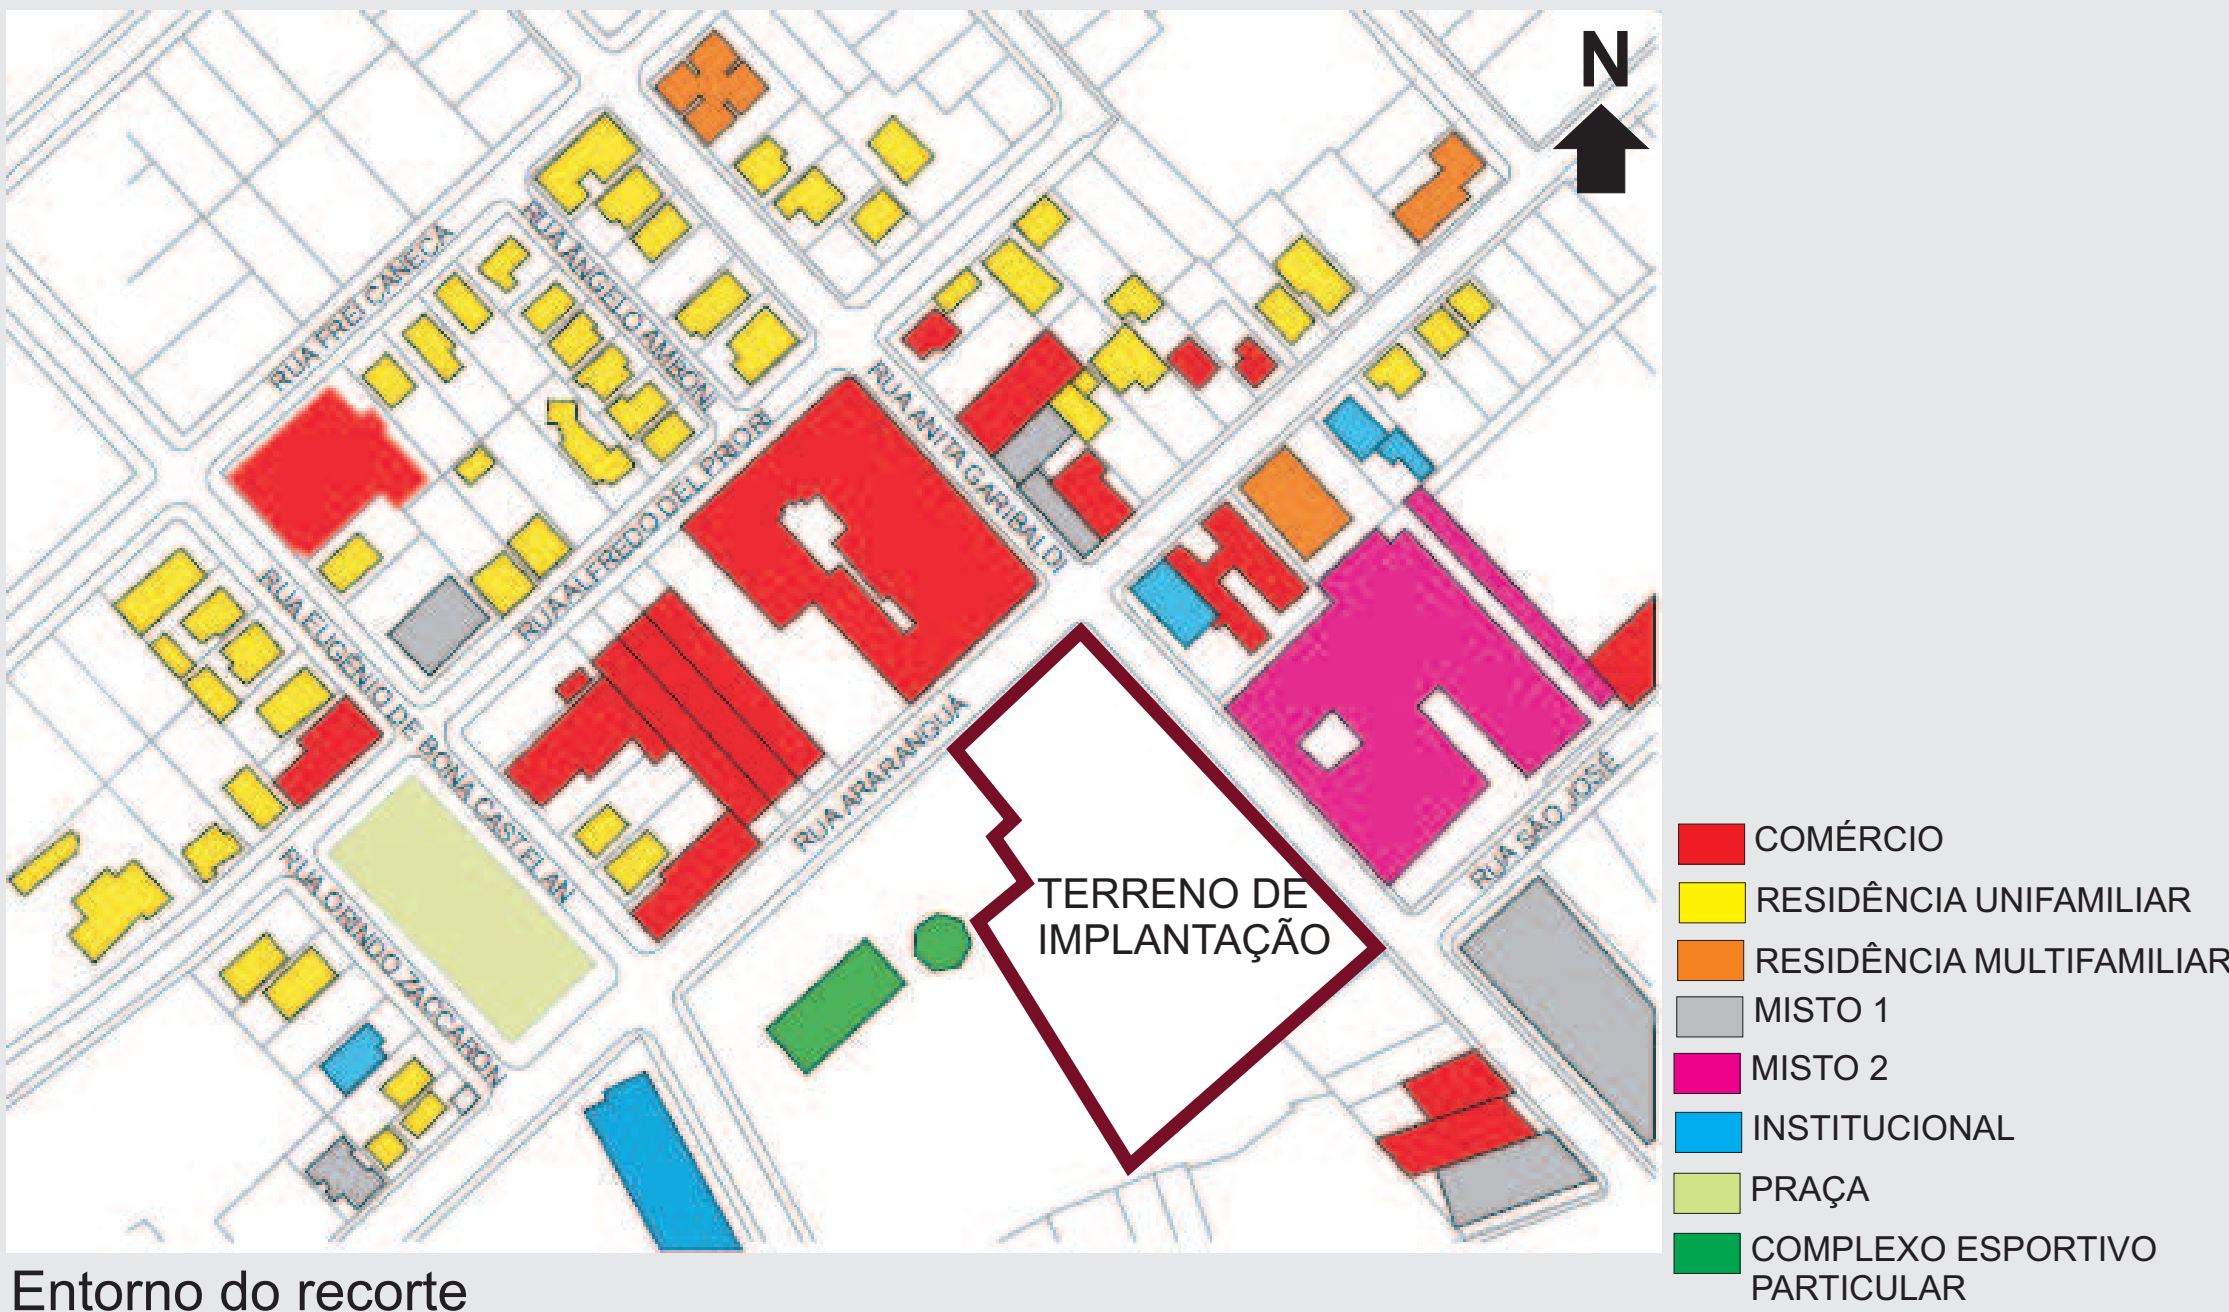 N
RUA FREI CANECA
RUA ANGELO AMBONI
RUA ALFREDO DEL PRIOR
RUA ANITA GARIBALDI
RUA EUGÊNIO DE BONA CASTELAN
RUA ARARANGUÁ
RUA ORINDO ZACCARON
RUA SÃO JOSÉ
TERRENO DE
IMPLANTAÇÃO
COMÉRCIO
RESIDÊNCIA UNIFAMILIAR
RESIDÊNCIA MULTIFAMILIAR
MISTO 1
MISTO 2
INSTITUCIONAL
PRAÇA
COMPLEXO ESPORTIVO
PARTICULAR
Entorno do recorte